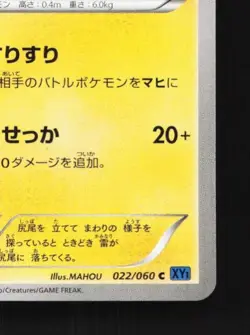 モン 高さ：0.4m 重さ：6.0kg
すりすり
相手のバトルポケモンをマヒに
せっか 20+
0ダメージを追加。
尻尾を 立てて まわりの 様子を
探っていると ときどき 雷が
尻尾に 落ちてくる。
Illus.MAHOU 022/060 C XY1
o/Creatures/GAME FREAK.